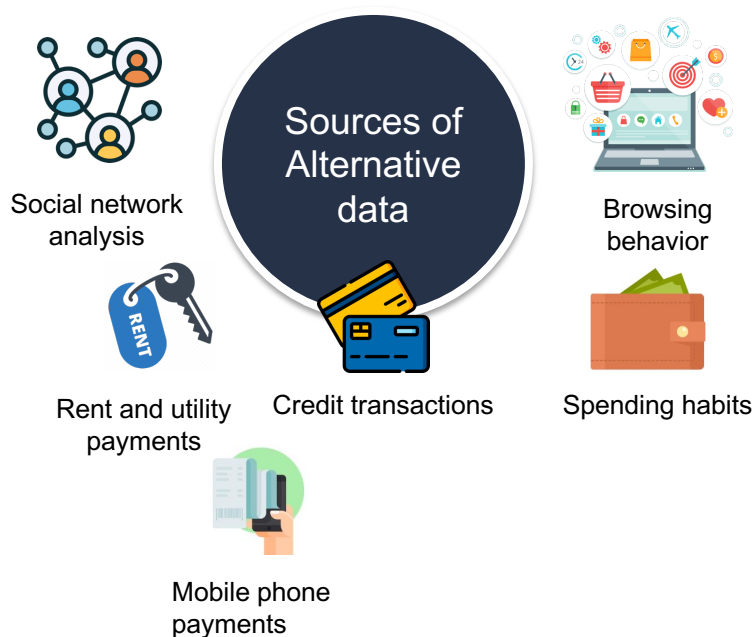 Sources of
Alternative
data
Social network
analysis
Browsing
behavior
RENT
Rent and utility
payments
Credit transactions
Spending habits
Mobile phone
payments